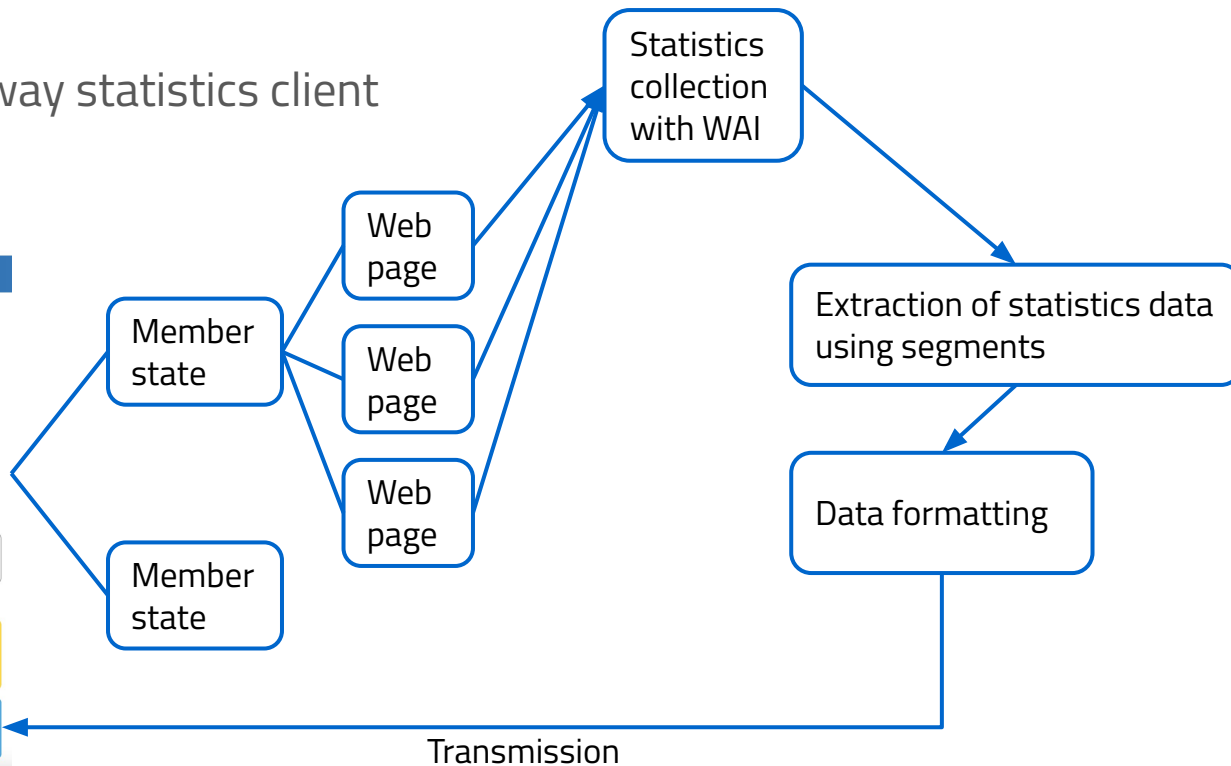 statistics client
Statistics
collection
with WAI
Web
page
Member
state
Web
page
Web
page
Member
state
Extraction of statistics data
using segments
Data formatting
Transmission